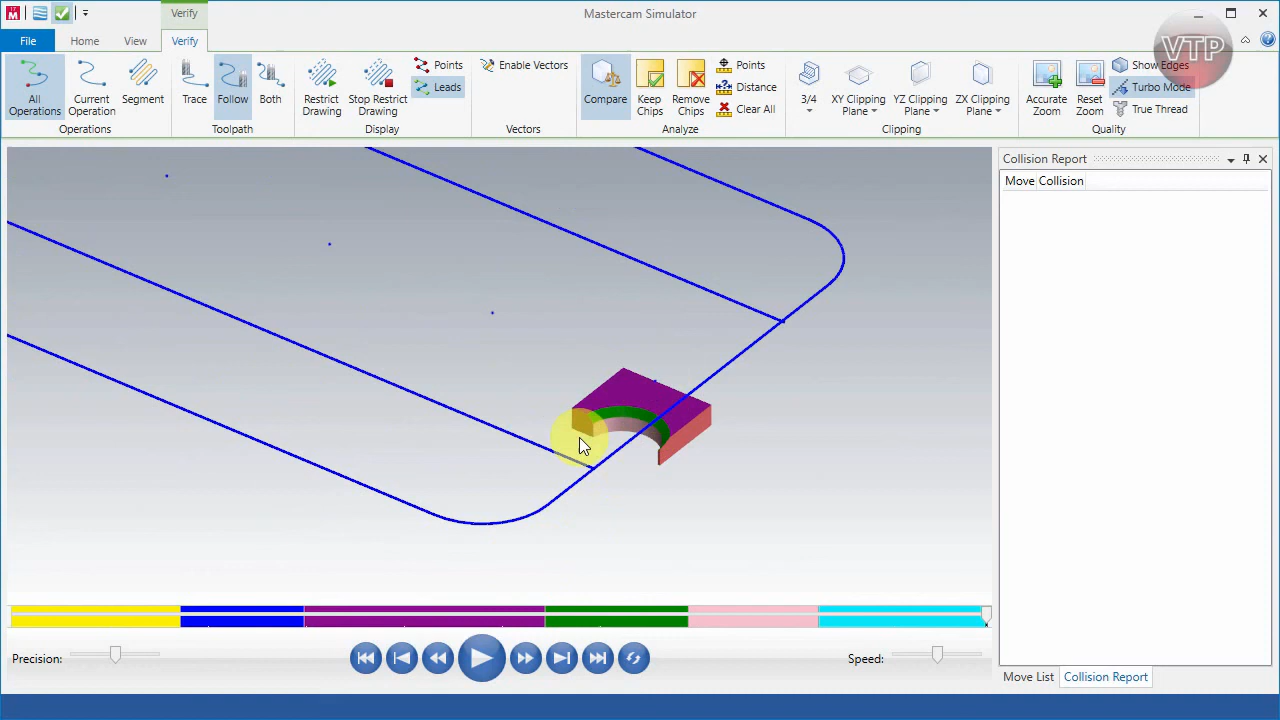 Verify
Mastercam Simulator
VTP
File
Home
View
Verify
All Operations
Current Operation
Segment
Operations
Trace
Follow
Both
Toolpath
Restrict Drawing
Stop Restrict Drawing
Points
Leads
Display
Enable Vectors
Vectors
Compare
Keep Chips
Remove Chips
Points
Distance
Clear All
Analyze
3/4
XY Clipping Plane
YZ Clipping Plane
ZX Clipping Plane
Clipping
Accurate Zoom
Reset Zoom
Show Edges
Turbo Mode
True Thread
Quality
Collision Report
Move
Collision
Precision:
Speed:
Move List
Collision Report